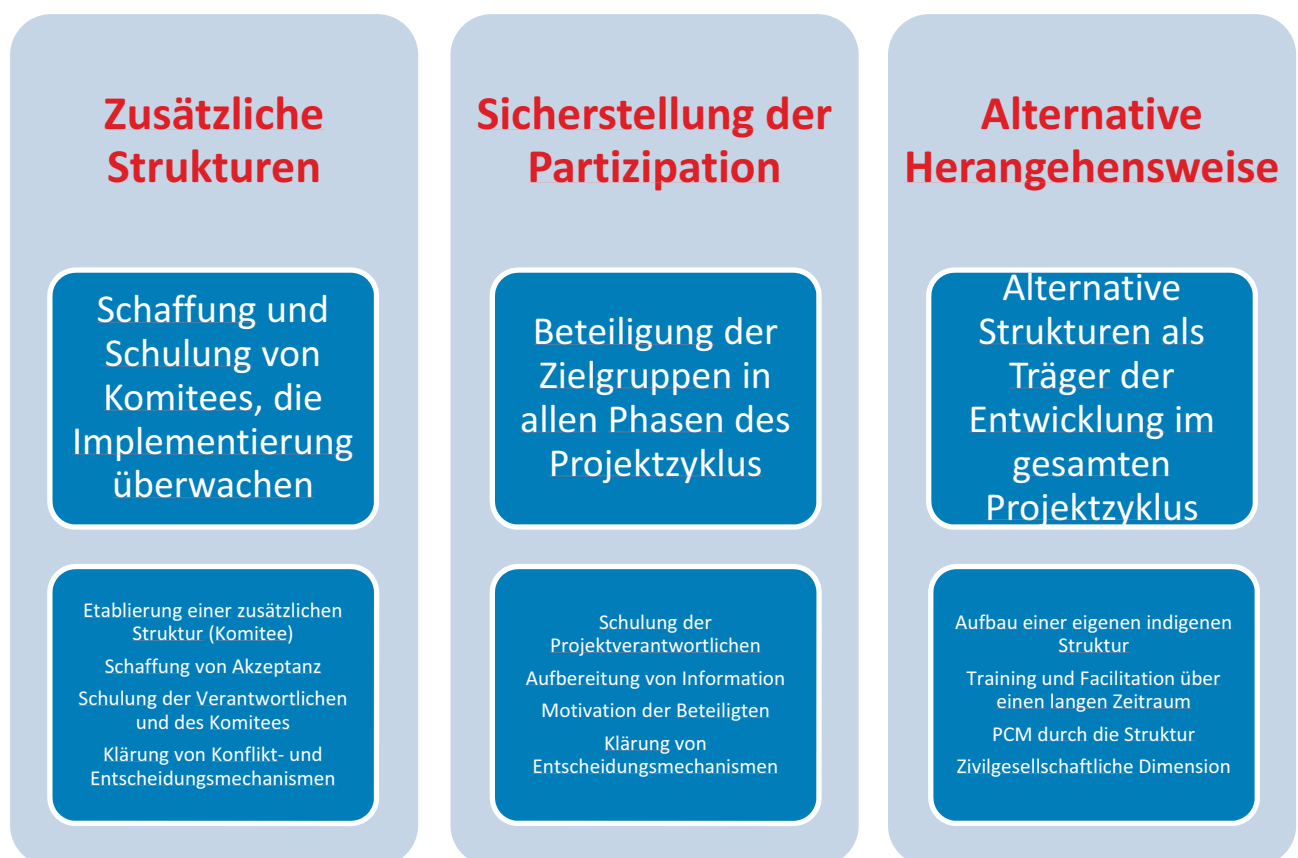 Zusätzliche
Strukturen
Schaffung und
Schulung von
Komitees, die
Implementierung
überwachen
Etablierung einer zusätzlichen
Struktur (Komitee)
Schaffung von Akzeptanz
Schulung der Verantwortlichen
und des Komitees
Klärung von Konflikt- und
Entscheidungsmechanismen
Sicherstellung der
Partizipation
Beteiligung der
Zielgruppen in
allen Phasen des
Projektzyklus
Schulung der
Projektverantwortlichen
Aufbereitung von Information
Motivation der Beteiligten
Klärung von
Entscheidungsmechanismen
Alternative
Herangehensweise
Alternative
Strukturen als
Träger der
Entwicklung im
gesamten
Projektzyklus
Aufbau einer eigenen indigenen
Struktur
Training und Facilitation über
einen langen Zeitraum
PCM durch die Struktur
Zivilgesellschaftliche Dimension